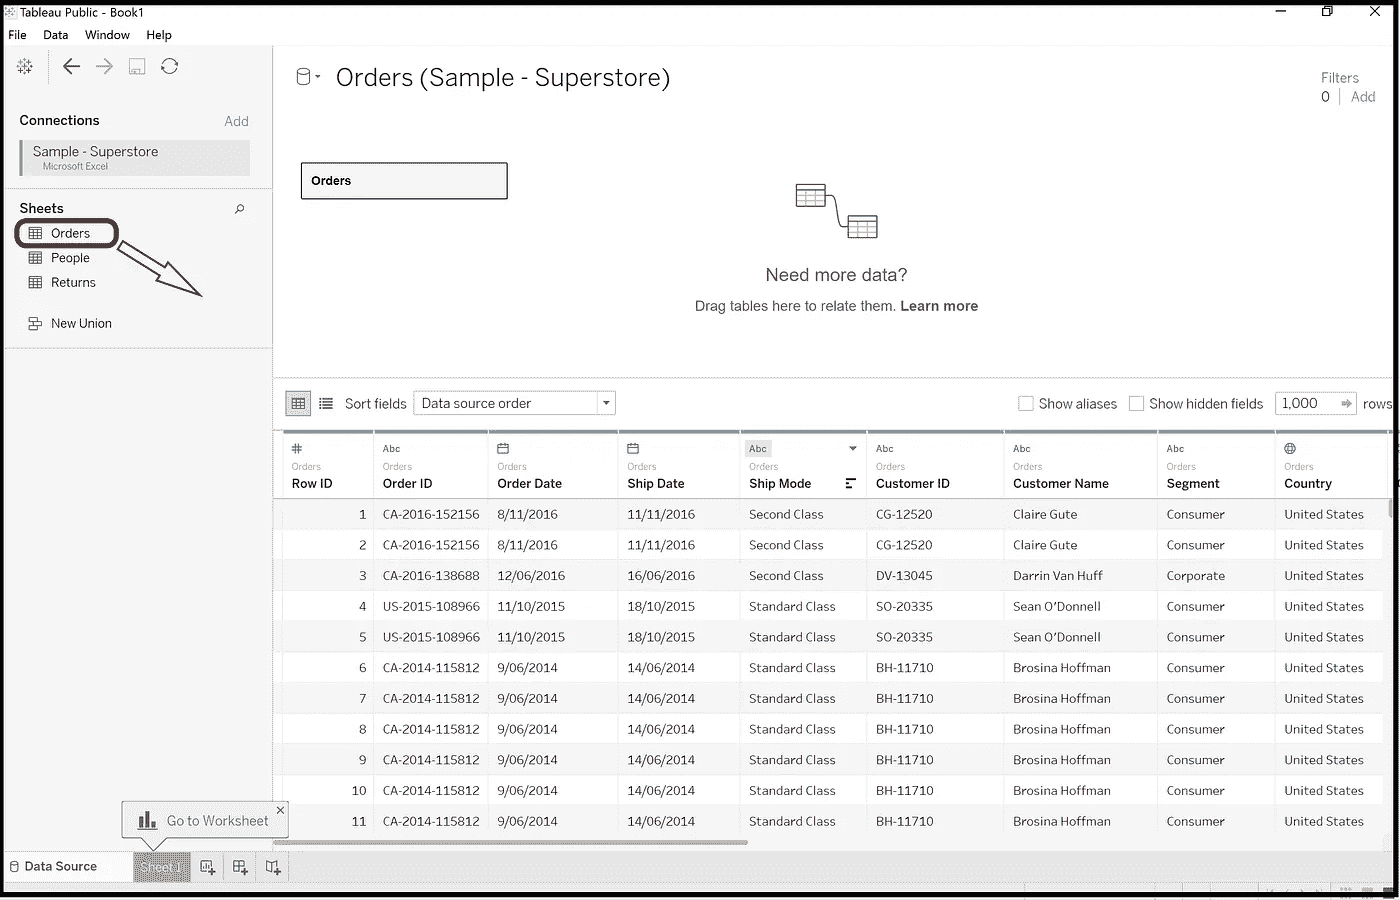 Tableau Public - Book1
File Data Window Help
Connections Add
Sample - Superstore
Microsoft Excel
Sheets
Orders
People
Returns
New Union
Orders (Sample - Superstore)
Filters
0 Add
Orders
Need more data?
Drag tables here to relate them. Learn more
Sort fields Data source order Show aliases Show hidden fields 1,000 rows
# Abc Abc Abc Abc Abc
Orders Orders Orders Orders Orders Orders Orders Orders Orders
Row ID Order ID Order Date Ship Date Ship Mode Customer ID Customer Name Segment Country
1 CA-2016-152156 8/11/2016 11/11/2016 Second Class CG-12520 Claire Gute Consumer United States
2 CA-2016-152156 8/11/2016 11/11/2016 Second Class CG-12520 Claire Gute Consumer United States
3 CA-2016-138688 12/06/2016 16/06/2016 Second Class DV-13045 Darrin Van Huff Corporate United States
4 US-2015-108966 11/10/2015 18/10/2015 Standard Class SO-20335 Sean O'Donnell Consumer United States
5 US-2015-108966 11/10/2015 18/10/2015 Standard Class SO-20335 Sean O'Donnell Consumer United States
6 CA-2014-115812 9/06/2014 14/06/2014 Standard Class BH-11710 Brosina Hoffman Consumer United States
7 CA-2014-115812 9/06/2014 14/06/2014 Standard Class BH-11710 Brosina Hoffman Consumer United States
8 CA-2014-115812 9/06/2014 14/06/2014 Standard Class BH-11710 Brosina Hoffman Consumer United States
9 CA-2014-115812 9/06/2014 14/06/2014 Standard Class BH-11710 Brosina Hoffman Consumer United States
10 CA-2014-115812 9/06/2014 14/06/2014 Standard Class BH-11710 Brosina Hoffman Consumer United States
11 CA-2014-115812 9/06/2014 14/06/2014 Standard Class BH-11710 Brosina Hoffman Consumer United States
Go to Worksheet
Data Source Sheet 1